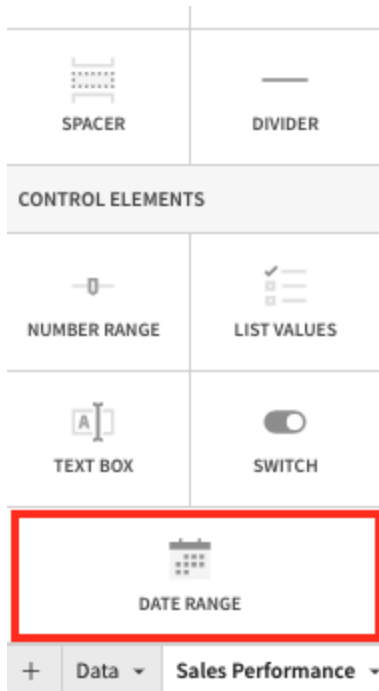 SPACER
DIVIDER
CONTROL ELEMENTS
NUMBER RANGE
LIST VALUES
A
TEXT BOX
SWITCH
DATE RANGE
+ Data Sales Performance